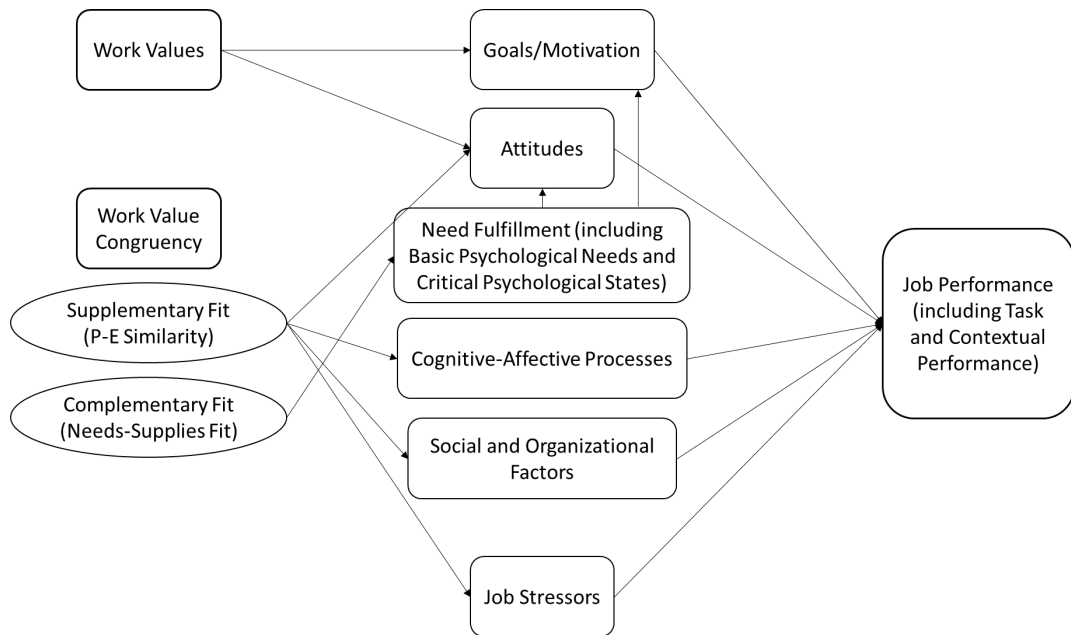 Work Values
Goals/Motivation
Attitudes
Work Value
Congruency
Need Fulfillment (including
Basic Psychological Needs and
Critical Psychological States)
Supplementary Fit
(P-E Similarity)
Cognitive-Affective Processes
Complementary Fit
(Needs-Supplies Fit)
Social and Organizational
Factors
Job Stressors
Job Performance
(including Task
and Contextual
Performance)